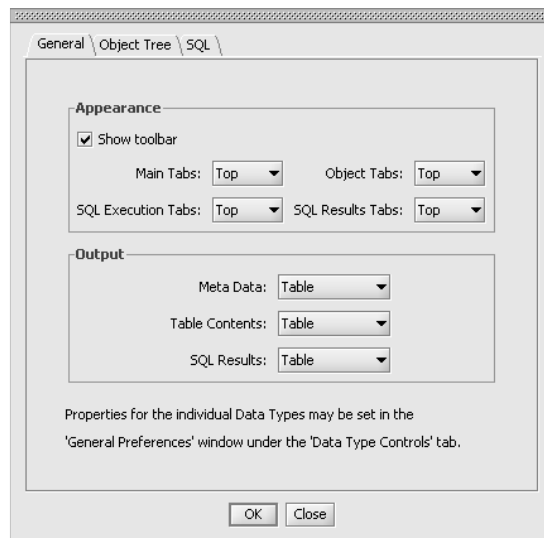 General \ Object Tree \ SQL \
Appearance
Show toolbar
Main Tabs: Top Object Tabs: Top
SQL Execution Tabs: Top SQL Results Tabs: Top
Output
Meta Data: Table
Table Contents: Table
SQL Results: Table
Properties for the individual Data Types may be set in the
'General Preferences' window under the 'Data Type Controls' tab.
OK Close